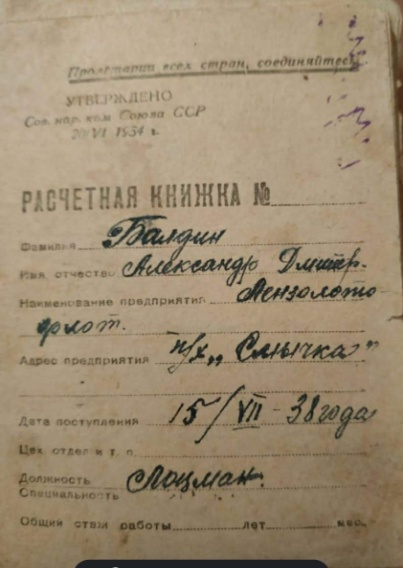 Пролетарии всех стран, соединяйтесь
УТВЕРЖДЕНО
Сов. нар. ком Союза ССР
20/VI 1934 г.
РАСЧЕТНАЯ КНИЖКА №
Фамилия Балдин
Имя, отчество Александр Дмитр.
Наименование предприятия Лензолото
флот.
Адрес предприятия п/х „Смычка"
Дата поступления 15/VII - 38 года
Цех, отдел и т. п.
Должность Лоцман.
Специальность
Общий стаж работы лет мес.